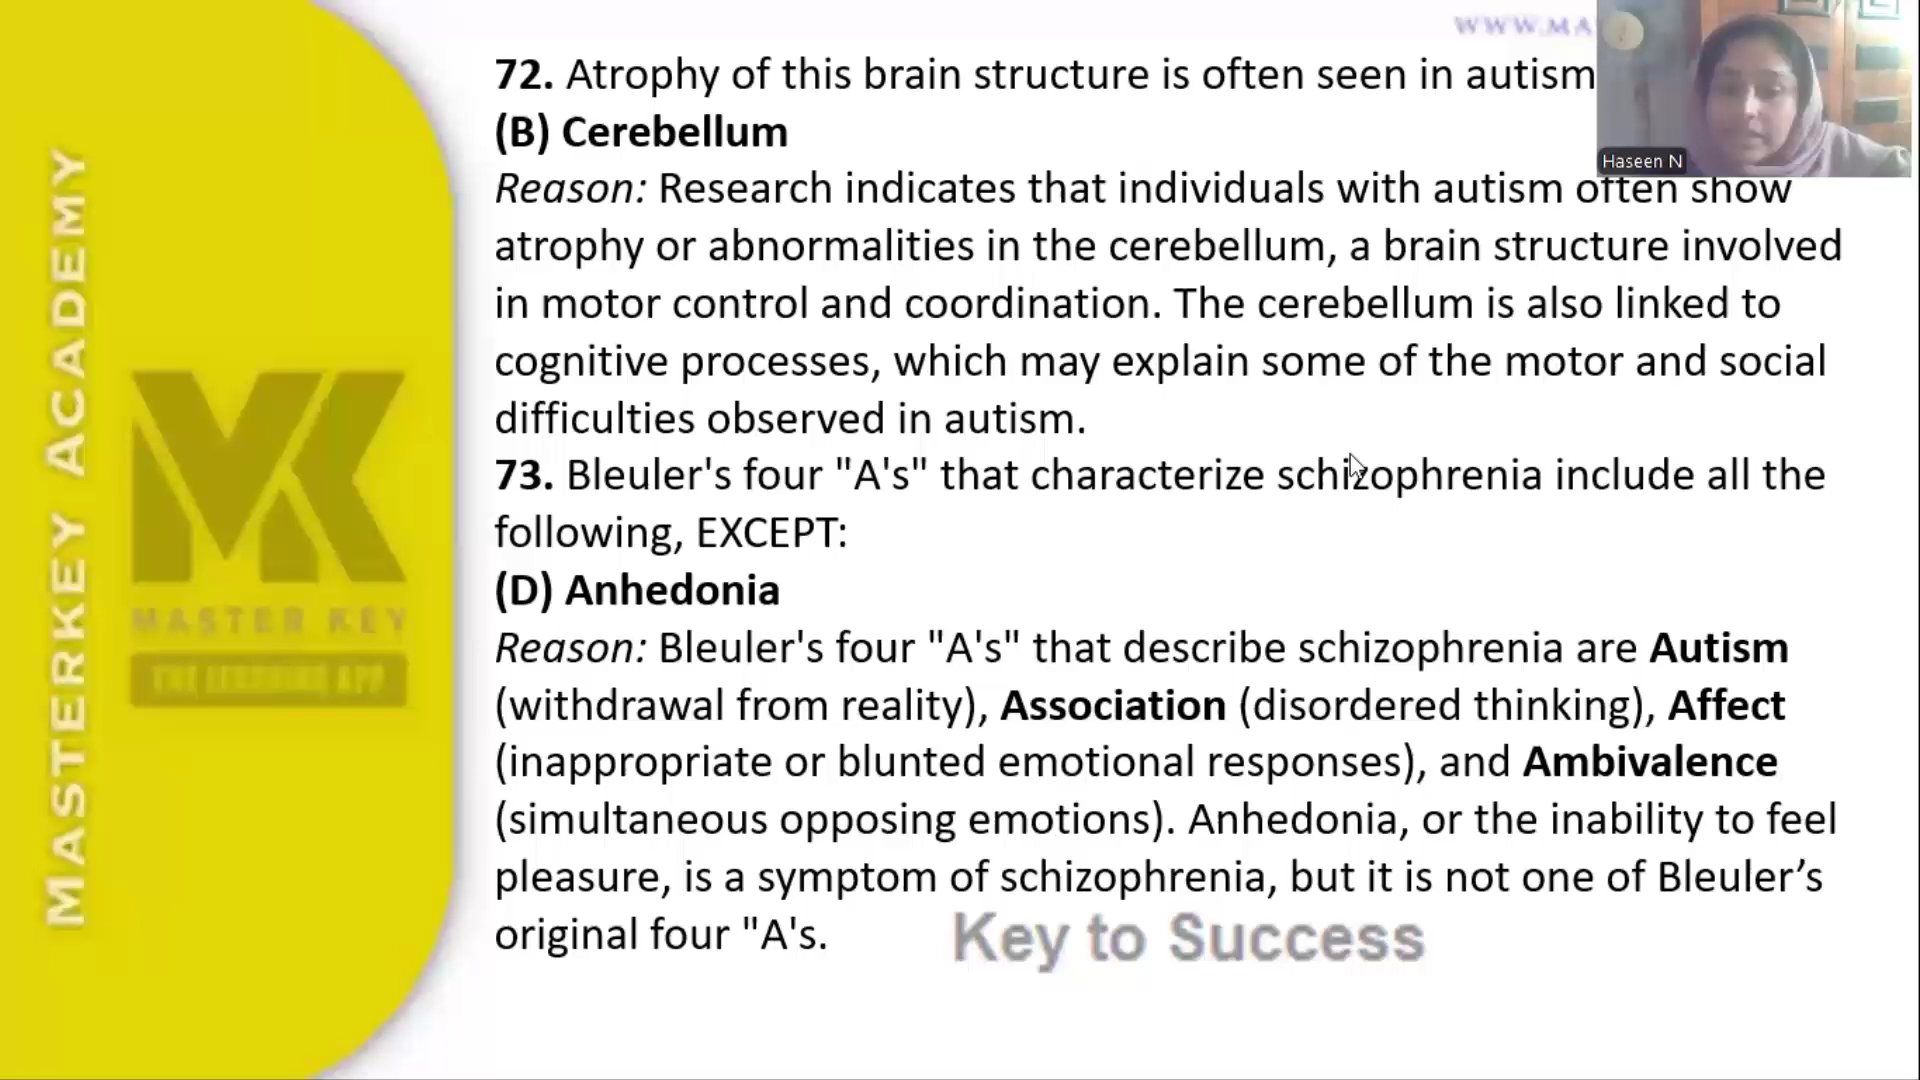 WWW.MA
72. Atrophy of this brain structure is often seen in autism
(B) Cerebellum
Haseen N
Reason: Research indicates that individuals with autism often show
atrophy or abnormalities in the cerebellum, a brain structure involved
in motor control and coordination. The cerebellum is also linked to
cognitive processes, which may explain some of the motor and social
difficulties observed in autism.
73. Bleuler's four "A's" that characterize schizophrenia include all the
following, EXCEPT:
(D) Anhedonia
Reason: Bleuler's four "A's" that describe schizophrenia are Autism
(withdrawal from reality), Association (disordered thinking), Affect
(inappropriate or blunted emotional responses), and Ambivalence
(simultaneous opposing emotions). Anhedonia, or the inability to feel
pleasure, is a symptom of schizophrenia, but it is not one of Bleuler’s
original four "A's.
Key to Success
MASTERKEY ACADEMY
MK
MASTER KEY
THE LEARNING APP